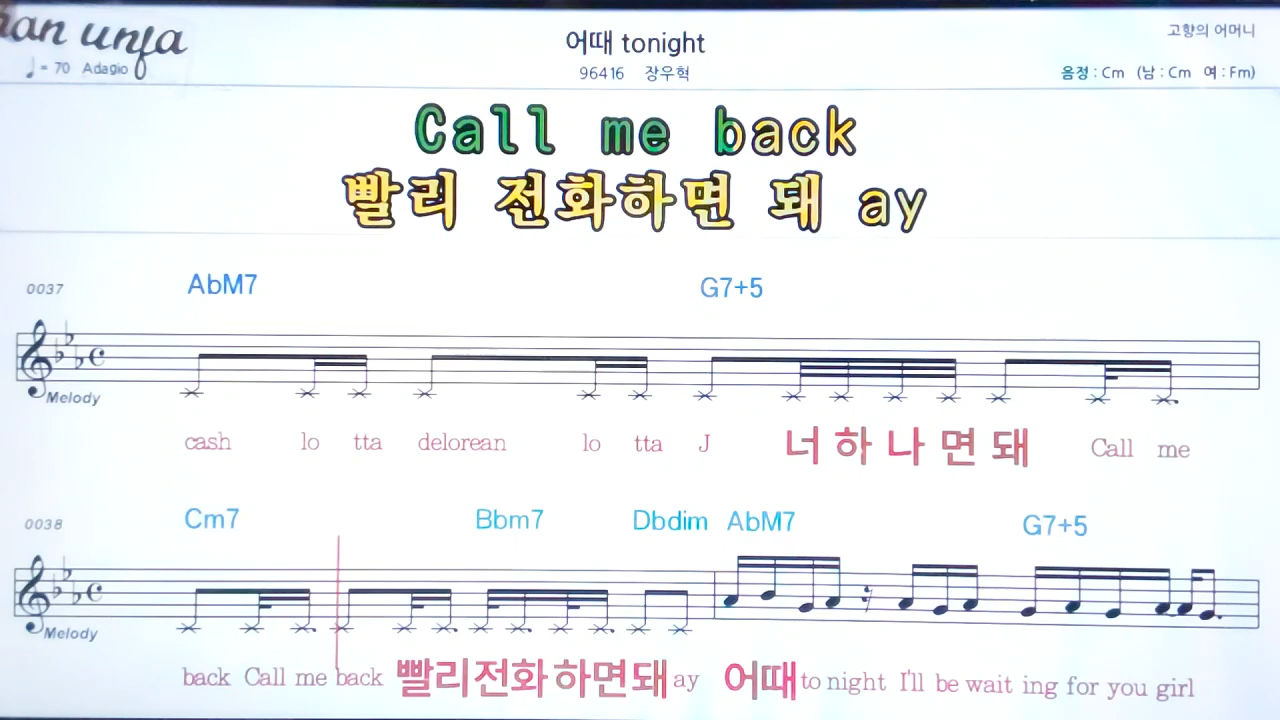 고향의 어머니
어때 tonight
96416 장우혁
♩= 70 Adagio
음정 : Cm (남 : Cm 여 : Fm)
Call me back
빨리 전화하면 돼 ay
0037
AbM7 G7+5
Melody
cash lo tta delorean lo tta J 너 하 나 면 돼 Call me
0038
Cm7 Bbm7 Dbdim AbM7 G7+5
Melody
back Call me back 빨리전화 하면돼 ay 어때 to night I'll be wait ing for you girl